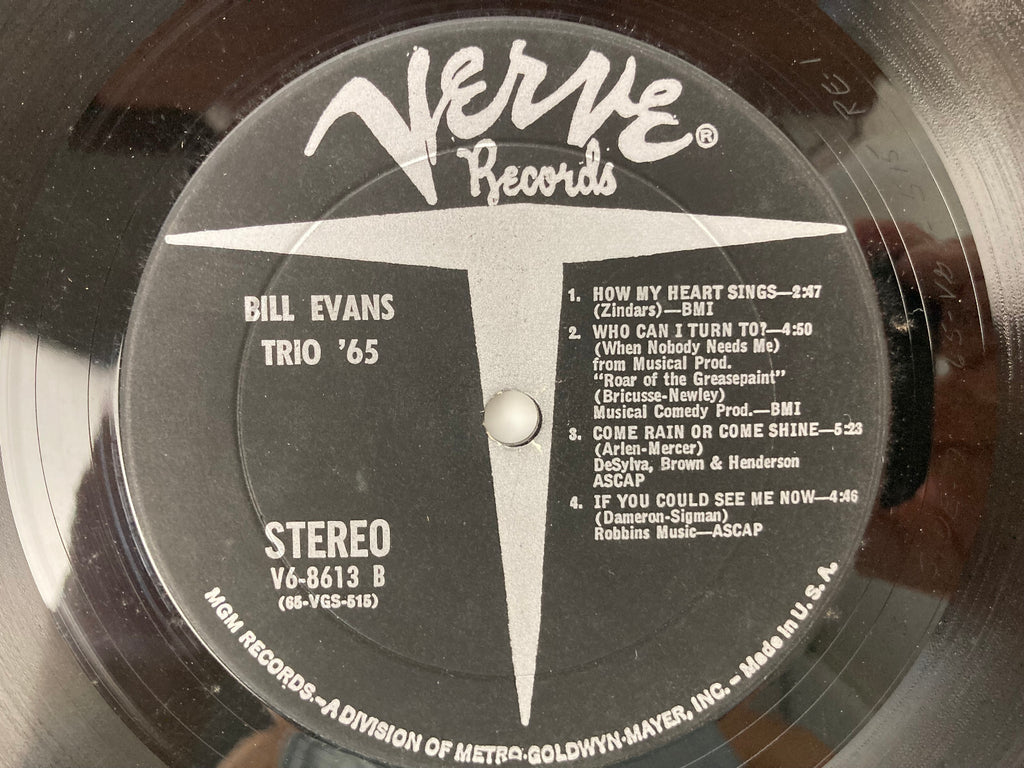 Verve®
Records
BILL EVANS
TRIO '65
STEREO
V6-8613 B
(65-VGS-515)
1. HOW MY HEART SINGS—2:47
(Zindars)—BMI
2. WHO CAN I TURN TO?—4:50
(When Nobody Needs Me)
from Musical Prod.
"Roar of the Greasepaint"
(Bricusse-Newley)
Musical Comedy Prod.—BMI
3. COME RAIN OR COME SHINE—5:23
(Arlen-Mercer)
DeSylva, Brown & Henderson
ASCAP
4. IF YOU COULD SEE ME NOW—4:46
(Dameron-Sigman)
Robbins Music—ASCAP
MGM RECORDS.—A DIVISION OF METRO-GOLDWYN-MAYER, INC. – Made In U. S. A.
RE-1